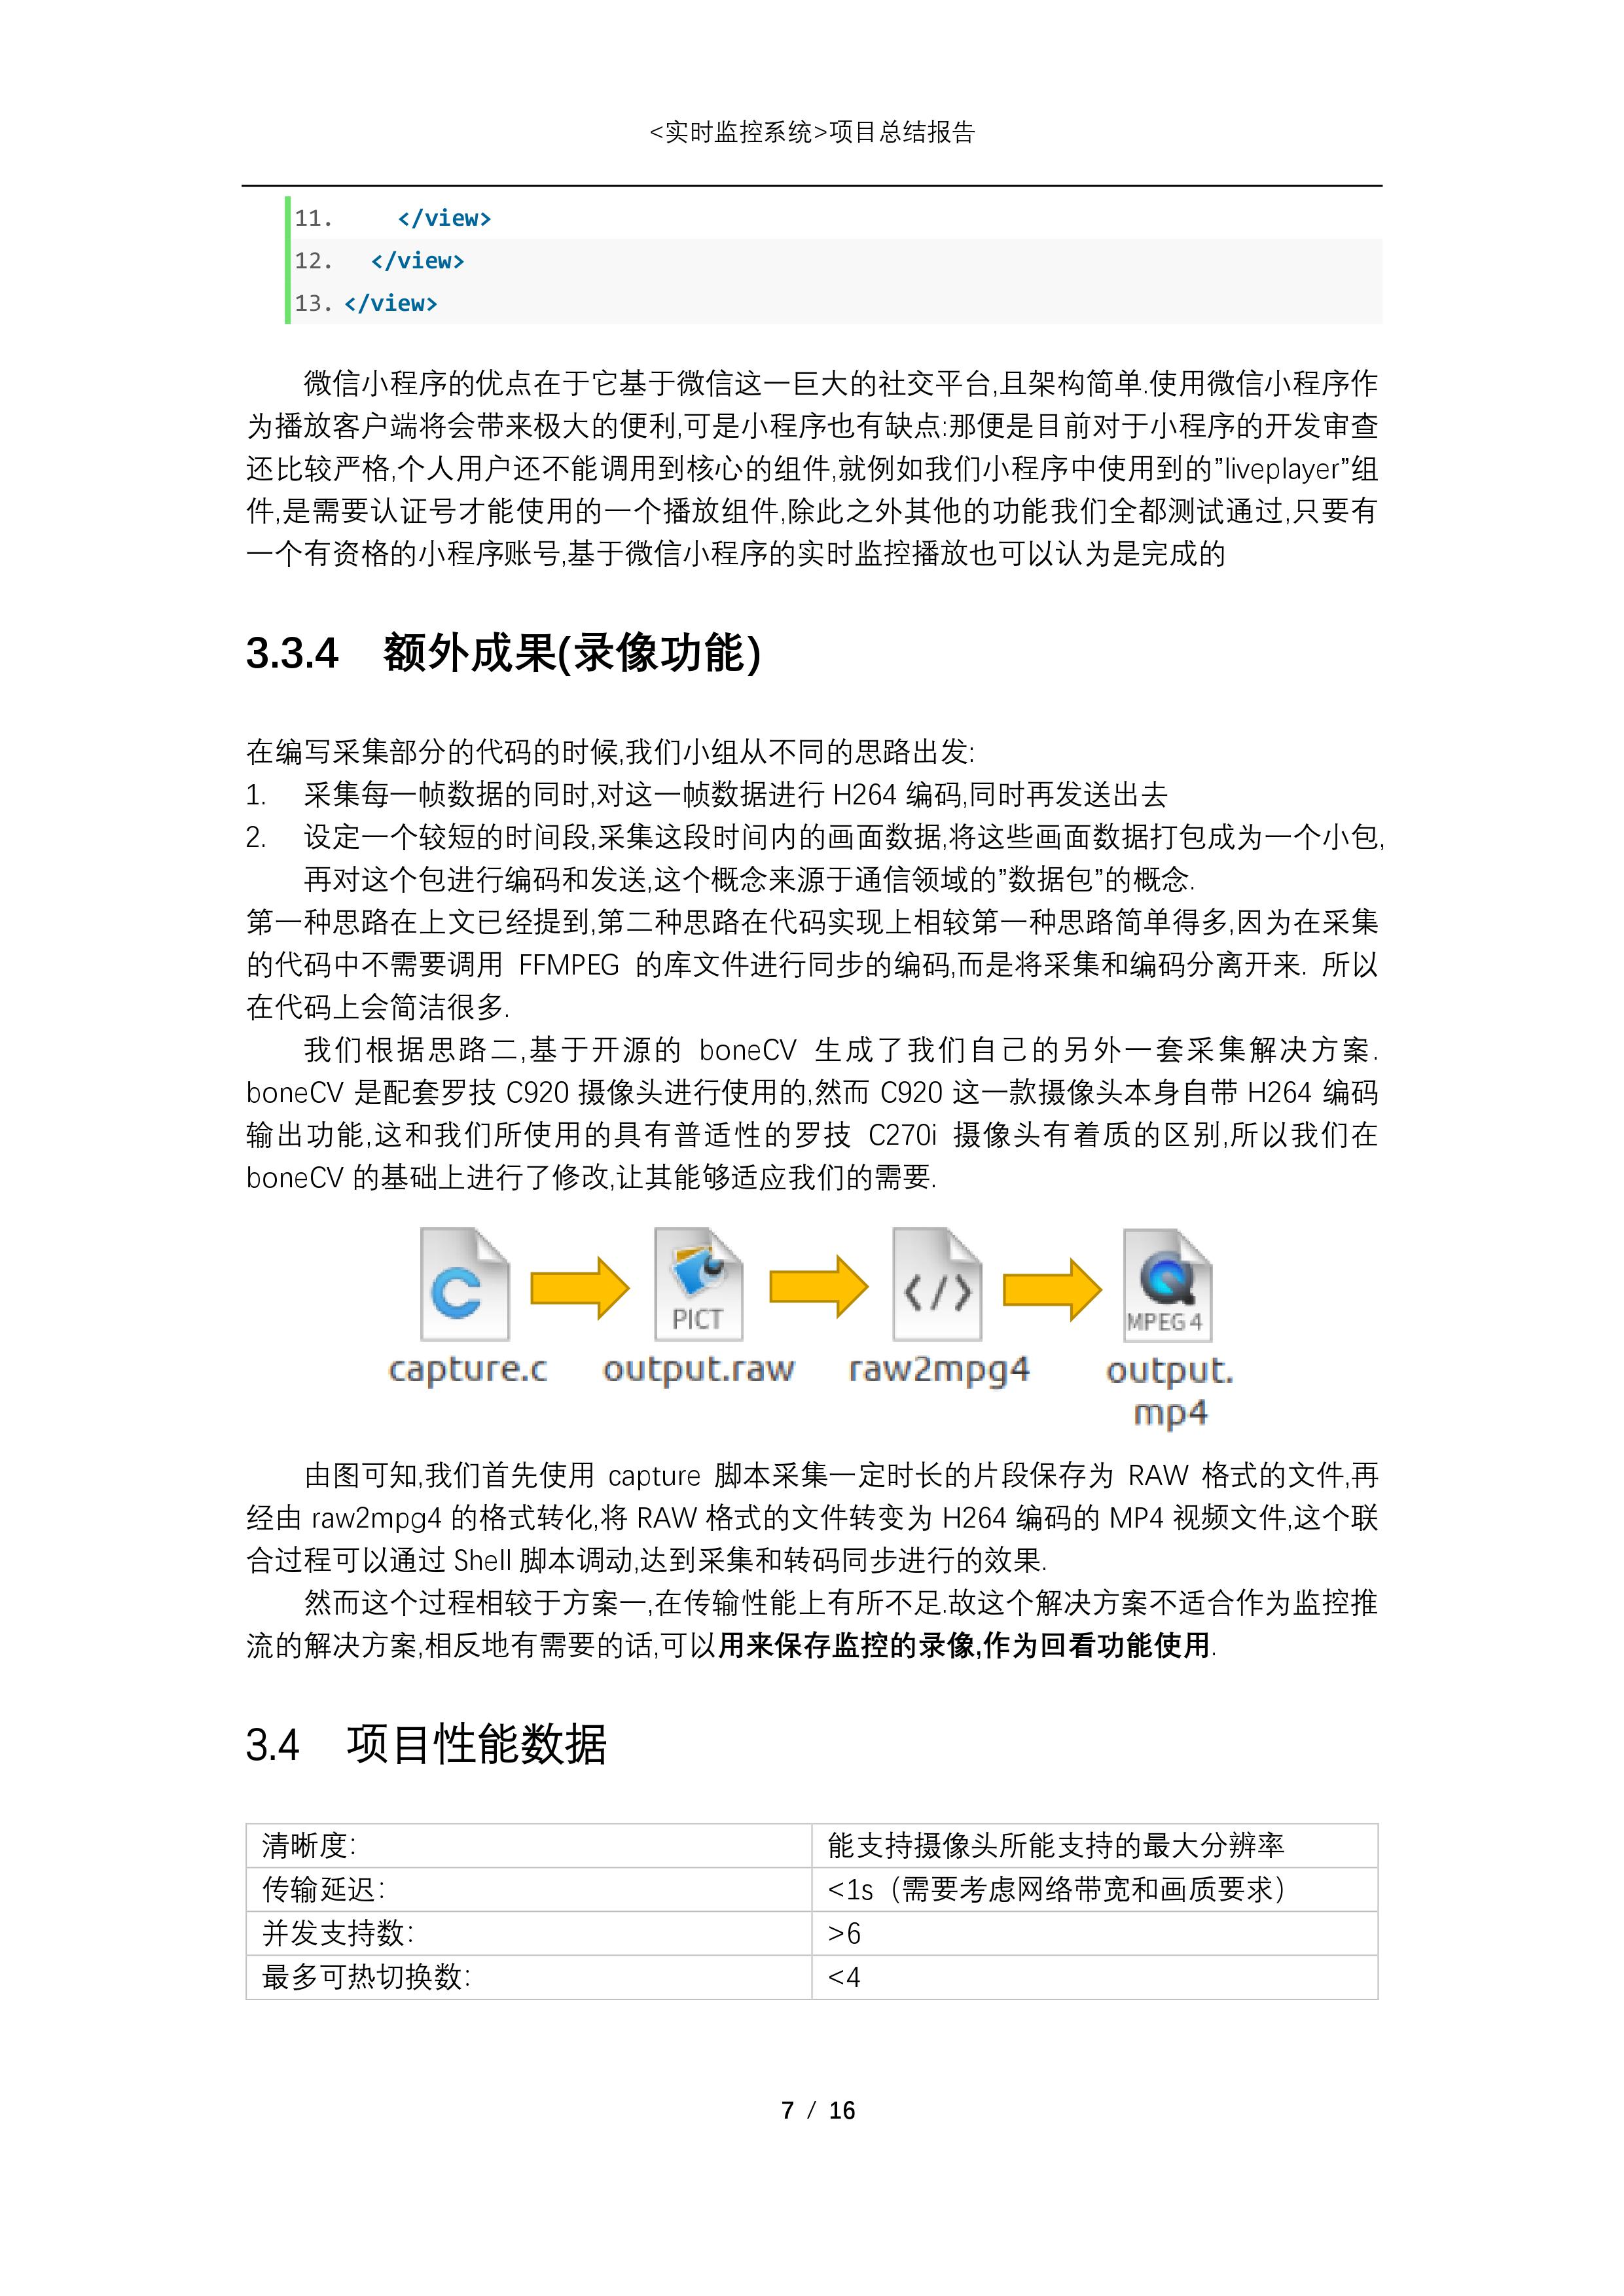 <实时监控系统>项目总结报告
11.     </view>
12.   </view>
13. </view>
微信小程序的优点在于它基于微信这一巨大的社交平台,且架构简单.使用微信小程序作
为播放客户端将会带来极大的便利,可是小程序也有缺点:那便是目前对于小程序的开发审查
还比较严格,个人用户还不能调用到核心的组件,就例如我们小程序中使用到的”liveplayer”组
件,是需要认证号才能使用的一个播放组件,除此之外其他的功能我们全都测试通过,只要有
一个有资格的小程序账号,基于微信小程序的实时监控播放也可以认为是完成的
3.3.4 额外成果(录像功能)
在编写采集部分的代码的时候,我们小组从不同的思路出发:
1. 采集每一帧数据的同时,对这一帧数据进行 H264 编码,同时再发送出去
2. 设定一个较短的时间段,采集这段时间内的画面数据,将这些画面数据打包成为一个小包,
再对这个包进行编码和发送,这个概念来源于通信领域的”数据包”的概念.
第一种思路在上文已经提到,第二种思路在代码实现上相较第一种思路简单得多,因为在采集
的代码中不需要调用 FFMPEG 的库文件进行同步的编码,而是将采集和编码分离开来. 所以
在代码上会简洁很多.
我们根据思路二,基于开源的 boneCV 生成了我们自己的另外一套采集解决方案.
boneCV 是配套罗技 C920 摄像头进行使用的,然而 C920 这一款摄像头本身自带 H264 编码
输出功能,这和我们所使用的具有普适性的罗技 C270i 摄像头有着质的区别,所以我们在
boneCV 的基础上进行了修改,让其能够适应我们的需要.
C PICT </> MPEG 4
capture.c output.raw raw2mpg4 output.
mp4
由图可知,我们首先使用 capture 脚本采集一定时长的片段保存为 RAW 格式的文件,再
经由 raw2mpg4 的格式转化,将 RAW 格式的文件转变为 H264 编码的 MP4 视频文件,这个联
合过程可以通过 Shell 脚本调动,达到采集和转码同步进行的效果.
然而这个过程相较于方案一,在传输性能上有所不足.故这个解决方案不适合作为监控推
流的解决方案,相反地有需要的话,可以用来保存监控的录像,作为回看功能使用.
3.4 项目性能数据
清晰度: 能支持摄像头所能支持的最大分辨率
传输延迟: <1s（需要考虑网络带宽和画质要求）
并发支持数: >6
最多可热切换数: <4
7 / 16